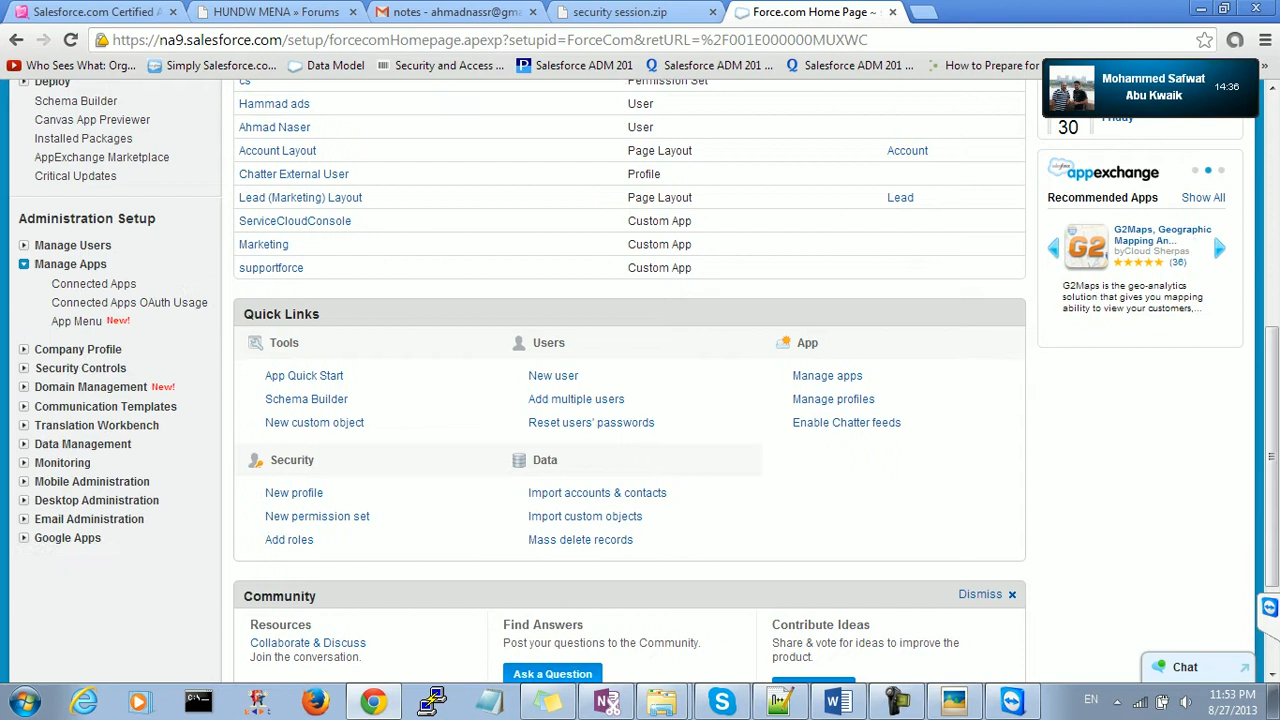 Salesforce.com Certified A
HUNDW MENA » Forums
notes - ahmadnassr@gm
security session.zip
Force.com Home Page ~
https://na9.salesforce.com/setup/forcecomHomepage.apexp?setupid=ForceCom&retURL=%2F001E000000MUXWC
Who Sees What: Org...
Simply Salesforce.co...
Data Model
Security and Access ...
Salesforce ADM 201
Salesforce ADM 201 ...
Salesforce ADM 201 ...
How to Prepare for
Mohammed Safwat
Abu Kwaik
14:36
30
Friday
Deploy
Schema Builder
Canvas App Previewer
Installed Packages
AppExchange Marketplace
Critical Updates
Administration Setup
Manage Users
Manage Apps
Connected Apps
Connected Apps OAuth Usage
App Menu New!
Company Profile
Security Controls
Domain Management New!
Communication Templates
Translation Workbench
Data Management
Monitoring
Mobile Administration
Desktop Administration
Email Administration
Google Apps
cs Permission Set
Hammad ads User
Ahmad Naser User
Account Layout Page Layout Account
Chatter External User Profile
Lead (Marketing) Layout Page Layout Lead
ServiceCloudConsole Custom App
Marketing Custom App
supportforce Custom App
Quick Links
Tools Users App
App Quick Start New user Manage apps
Schema Builder Add multiple users Manage profiles
New custom object Reset users' passwords Enable Chatter feeds
Security Data
New profile Import accounts & contacts
New permission set Import custom objects
Add roles Mass delete records
Community
Dismiss
Resources
Collaborate & Discuss
Join the conversation.
Find Answers
Post your questions to the Community.
Ask a Question
Contribute Ideas
Share & vote for ideas to improve the
product.
appexchange
Recommended Apps Show All
G2
G2Maps, Geographic
Mapping An...
byCloud Sherpas
(36)
G2Maps is the geo-analytics
solution that gives you mapping
ability to view your customers,...
Chat
EN
11:53 PM
8/27/2013